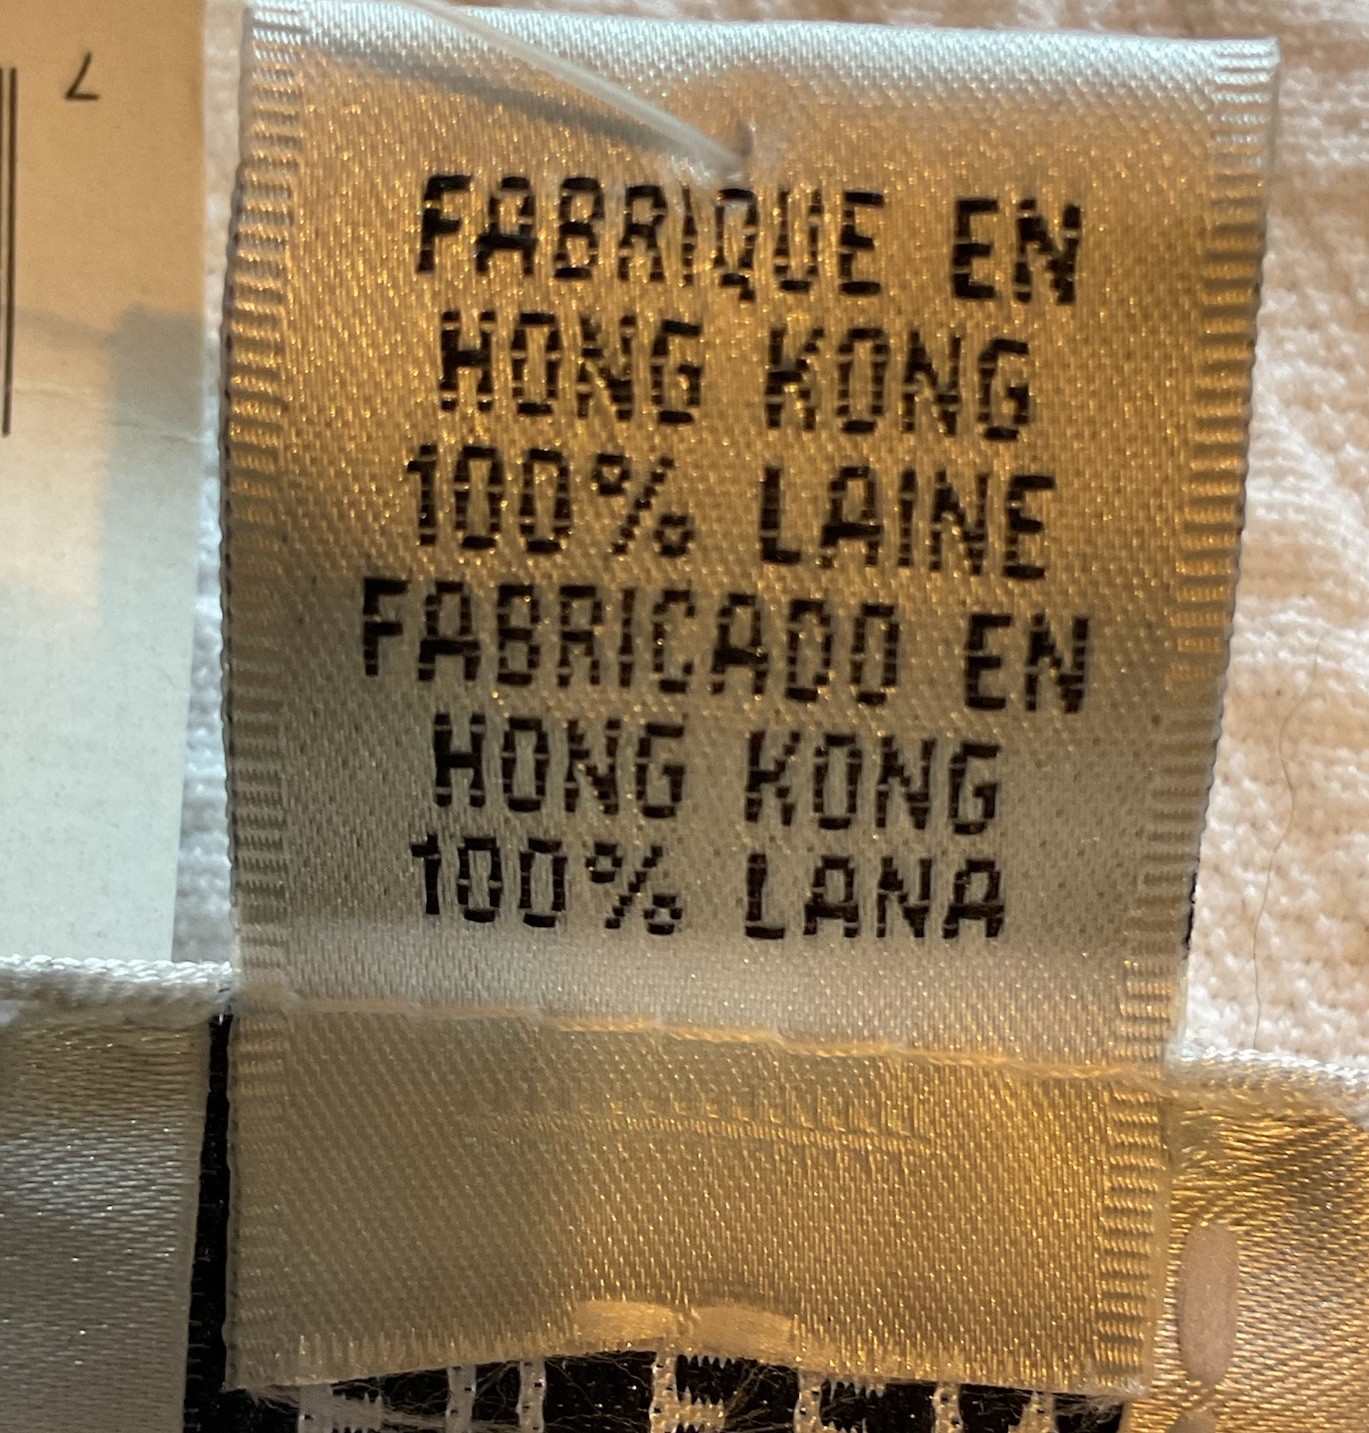 FABRIQUE EN
HONG KONG
100% LAINE
FABRICADO EN
HONG KONG
100% LANA